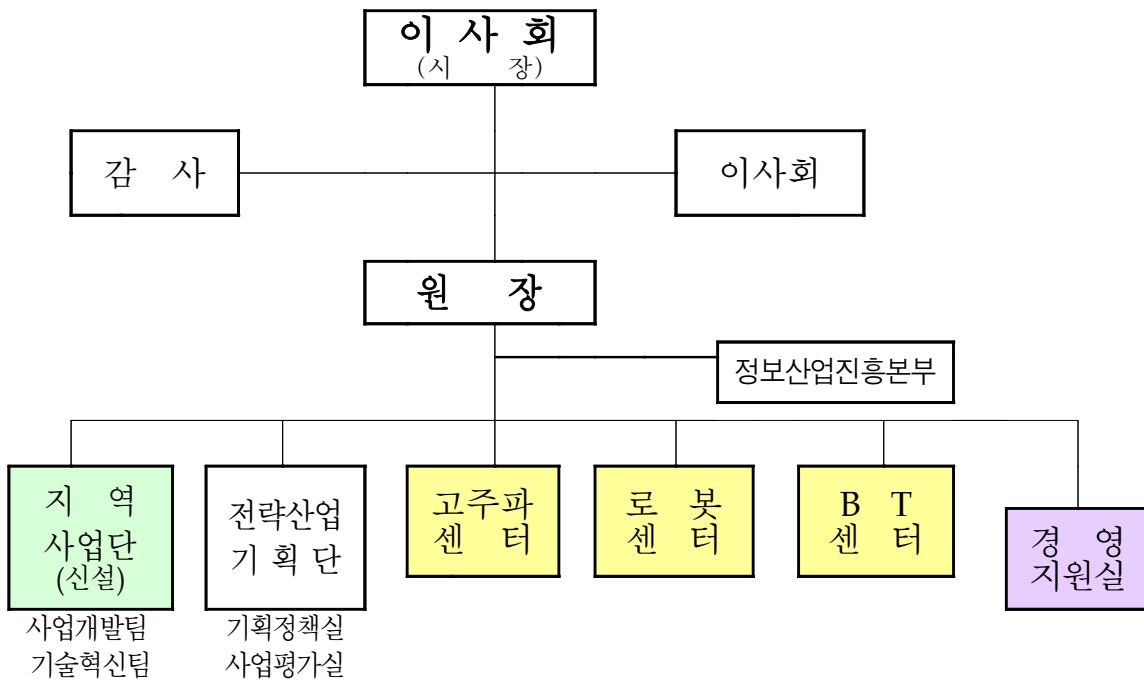 이 사 회
(시 장)
감 사
이사회
원 장
정보산업진흥본부
지 역
사업단
(신설)
전략산업
기 획 단
고주파
센 터
로 봇
센 터
B T
센 터
경 영
지원실
사업개발팀
기술혁신팀
기획정책실
사업평가실